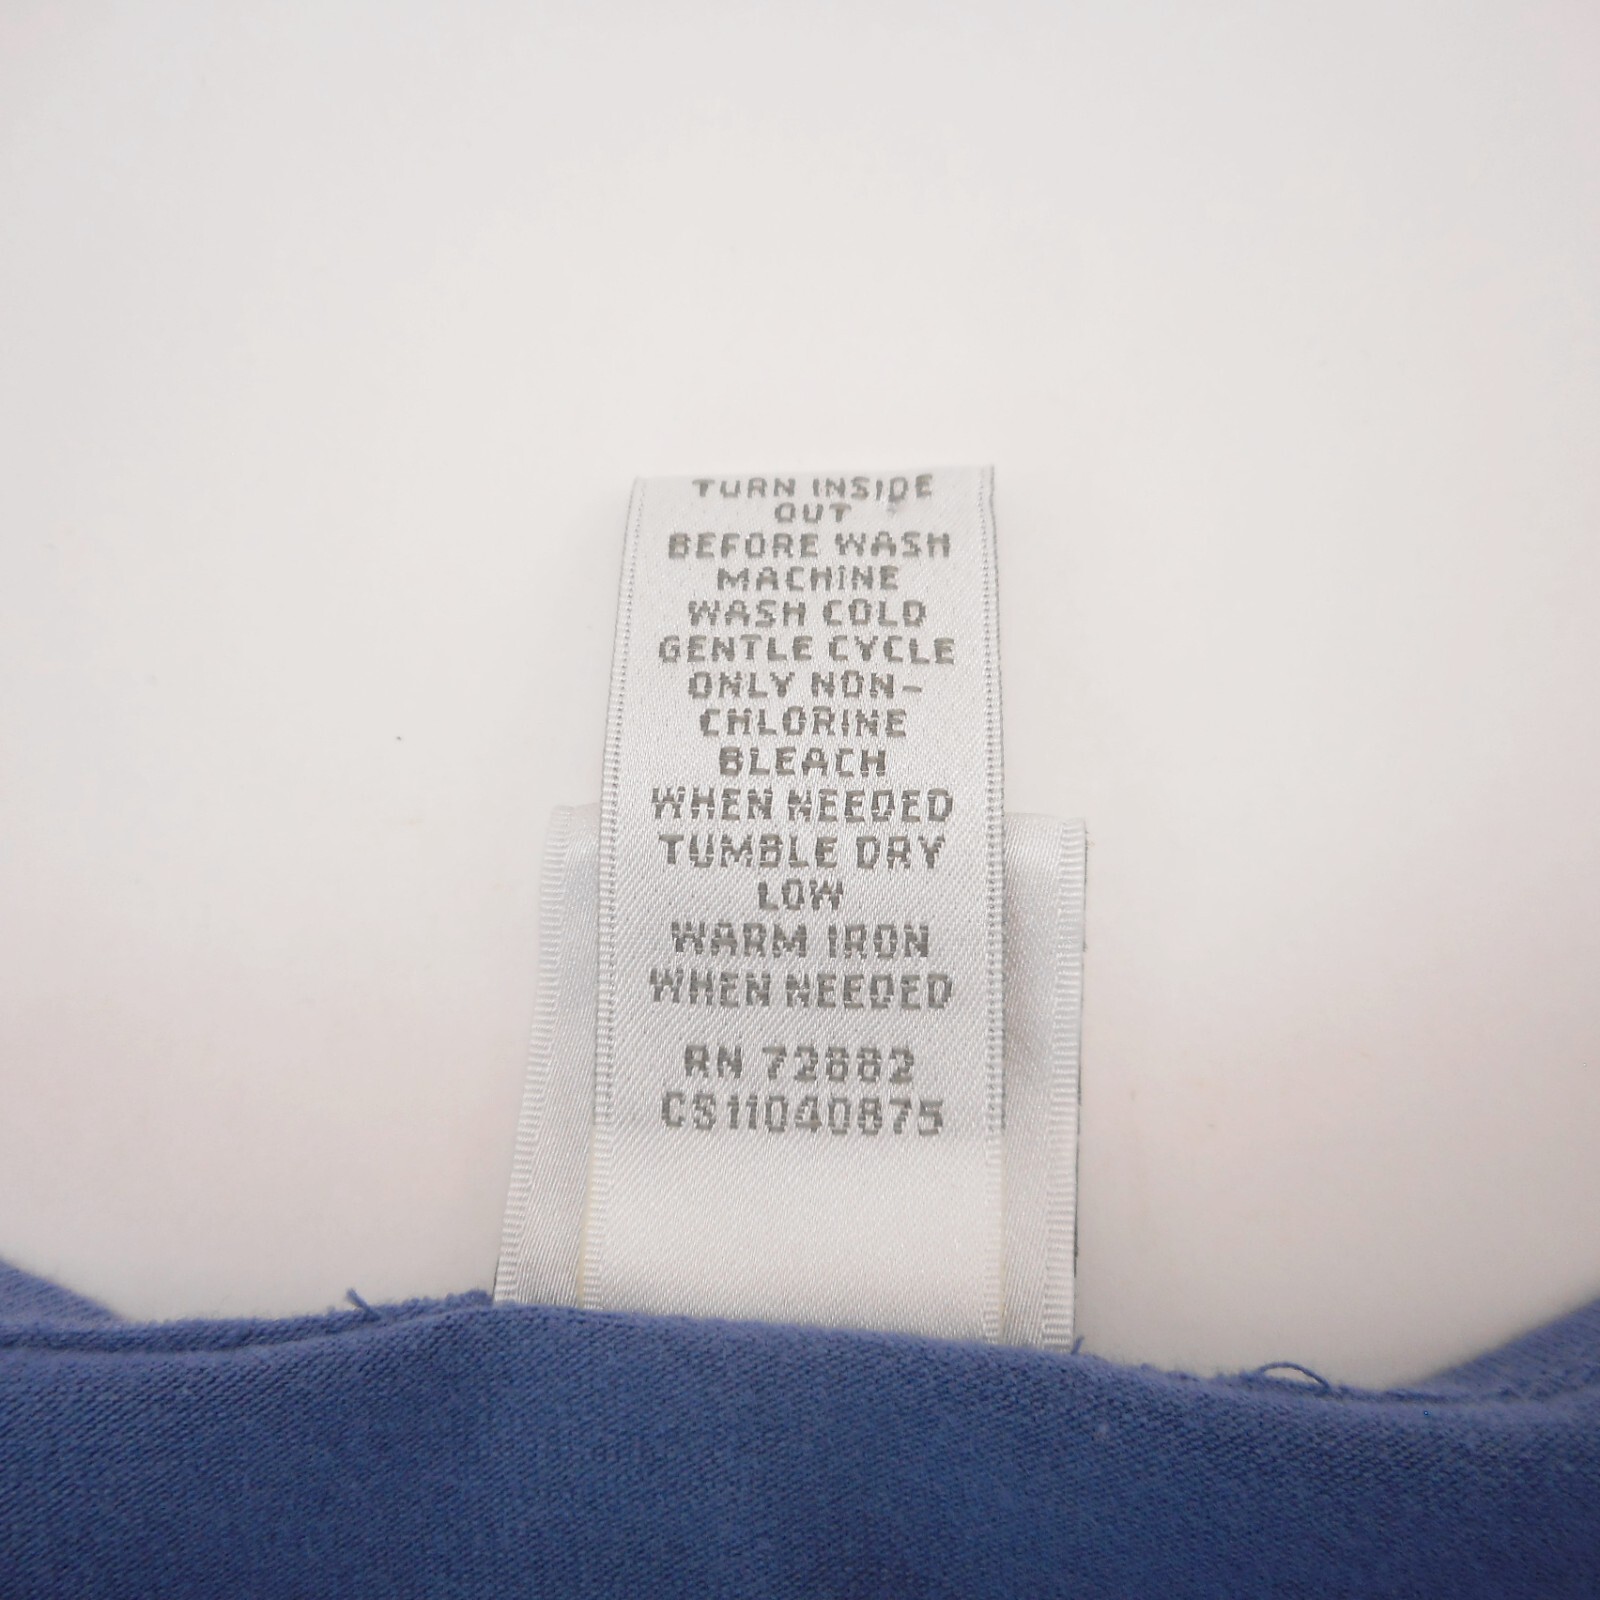 TURN INSIDE
OUT
BEFORE WASH
MACHINE
WASH COLD
GENTLE CYCLE
ONLY NON-
CHLORINE
BLEACH
WHEN NEEDED
TUMBLE DRY
LOW
WARM IRON
WHEN NEEDED
RN 72882
CS11040875